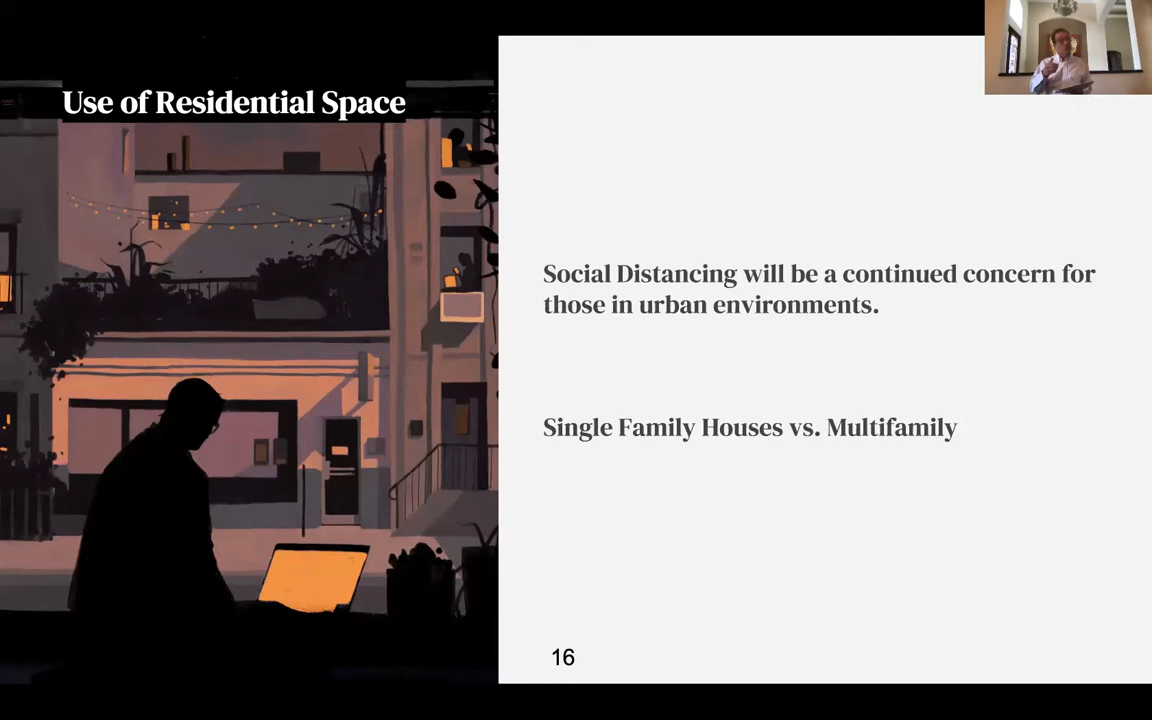 Use of Residential Space
Social Distancing will be a continued concern for
those in urban environments.
Single Family Houses vs. Multifamily
16